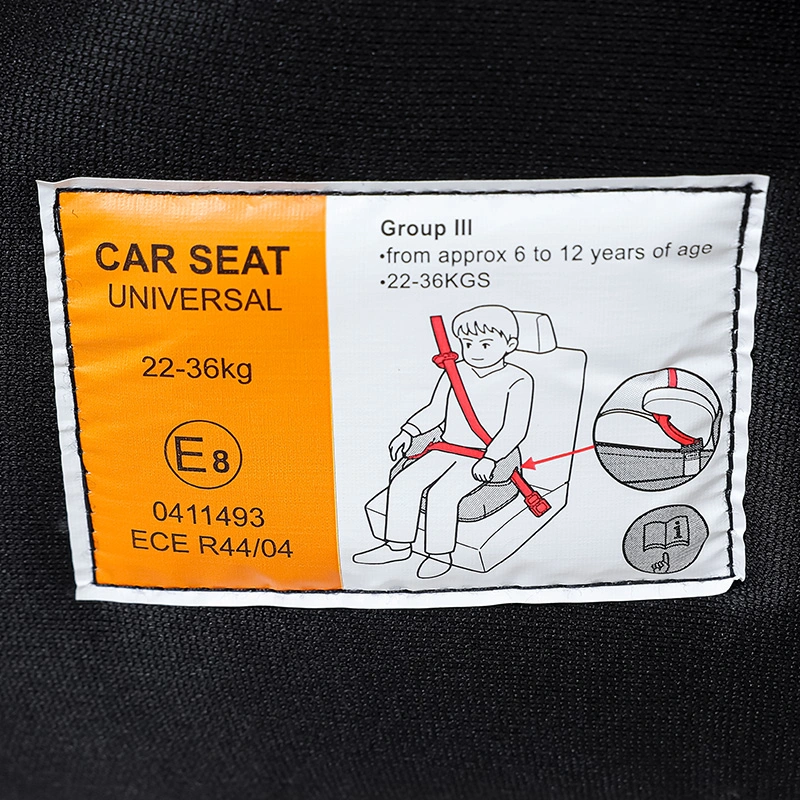 CAR SEAT
UNIVERSAL
22-36kg
E8
0411493
ECE R44/04
Group III
•from approx 6 to 12 years of age
•22-36KGS
i